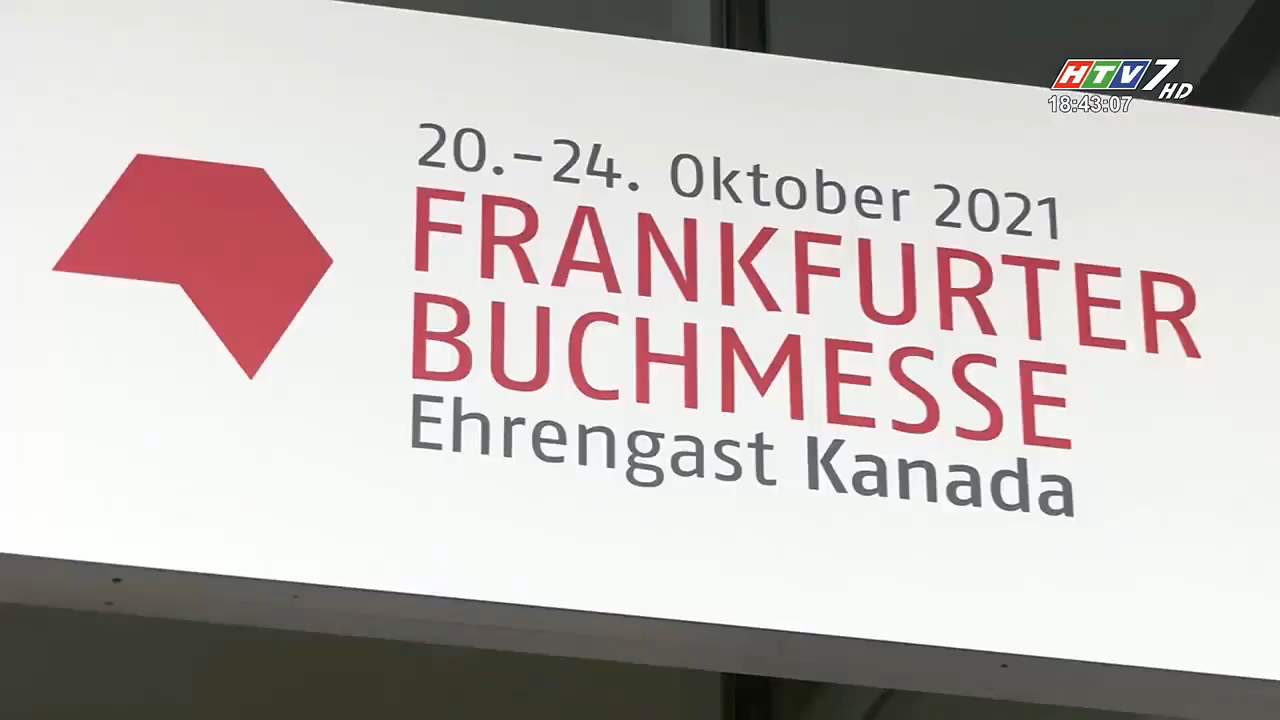 HTV7 HD
18:43:07
20.–24. Oktober 2021
FRANKFURTER
BUCHMESSE
Ehrengast Kanada